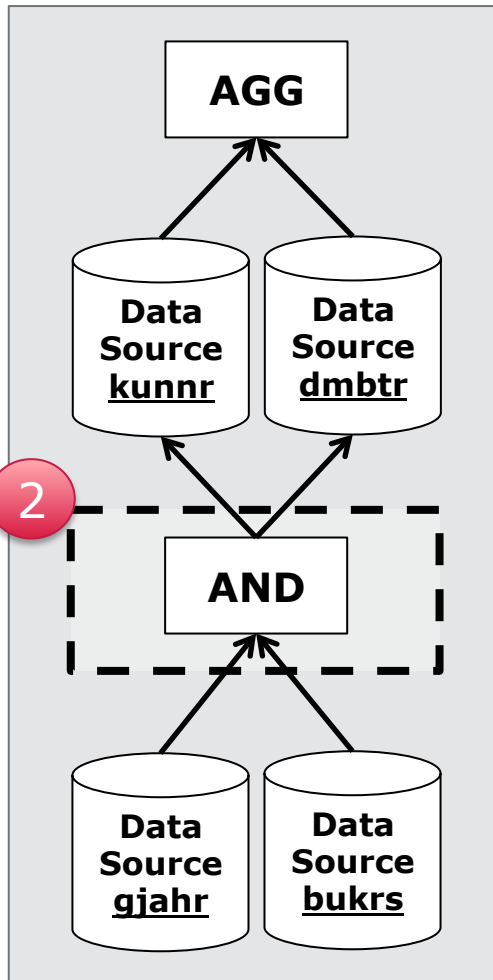 AGG
Data
Source
kunnr
Data
Source
dmbtr
2
AND
Data
Source
gjahr
Data
Source
bukrs